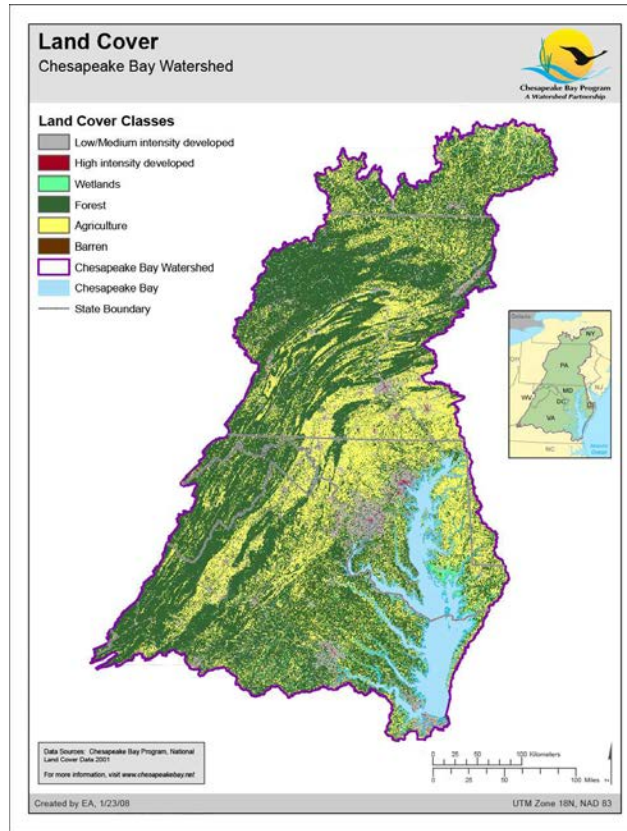 Land Cover
Chesapeake Bay Watershed
Chesapeake Bay Program
A Watershed Partnership
Land Cover Classes
Low/Medium intensity developed
High intensity developed
Wetlands
Forest
Agriculture
Barren
Chesapeake Bay Watershed
Chesapeake Bay
State Boundary
NY
PA
OH
NJ
MD
WV
DC
DE
VA
Atlantic
Ocean
NC
Data Sources: Chesapeake Bay Program, National
Land Cover Data 2001
For more information, visit www.chesapeakebay.net
0 25 50 100 Kilometers
0 25 50 100 Miles
Created by EA, 1/23/08
UTM Zone 18N, NAD 83